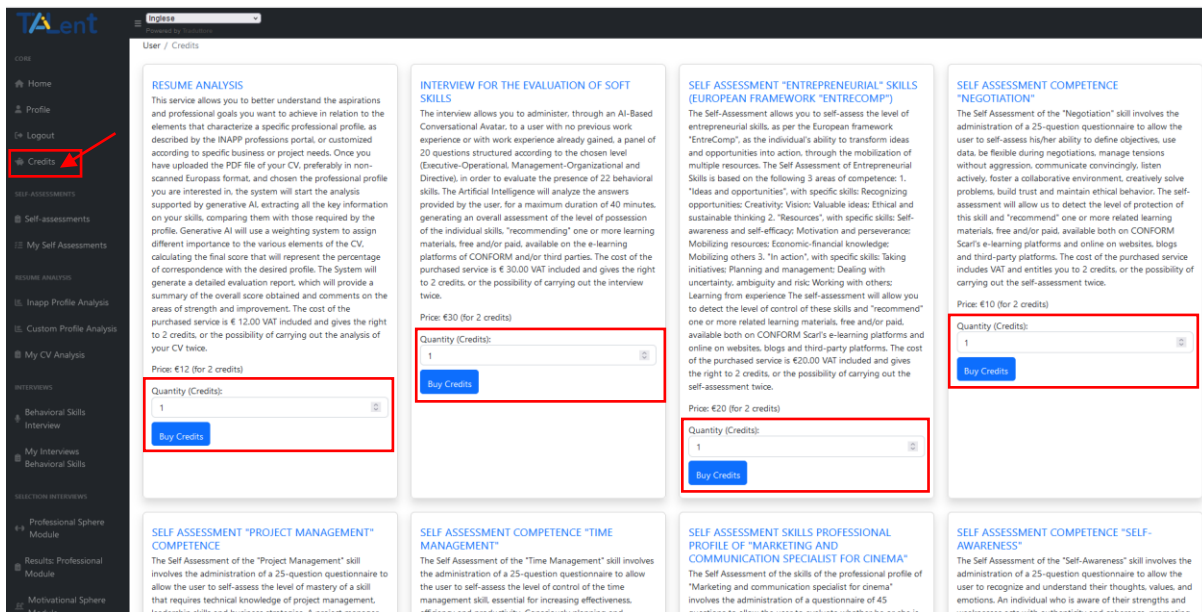 TALent
Inglese
Powered by
User / Credits
CORE
Home
Profile
Logout
Credits
SELF-ASSESSMENTS
Self-assessments
My Self Assessments
RESUME ANALYSIS
Inapp Profile Analysis
Custom Profile Analysis
My CV Analysis
INTERVIEWS
Behavioral Skills
Interview
My Interviews
Behavioral Skills
SELECTION INTERVIEWS
Professional Sphere
Module
Results: Professional
Module
Motivational Sphere
RESUME ANALYSIS
This service allows you to better understand the aspirations
and professional goals you want to achieve in relation to the
elements that characterize a specific professional profile, as
described by the INAPP professions portal, or customized
according to specific business or project needs. Once you
have uploaded the PDF file of your CV, preferably in non-
scanned Europass format, and chosen the professional profile
you are interested in, the system will start the analysis
supported by generative AI, extracting all the key information
on your skills, comparing them with those required by the
profile. Generative AI will use a weighting system to assign
different importance to the various elements of the CV,
calculating the final score that will represent the percentage
of correspondence with the desired profile. The System will
generate a detailed evaluation report, which will provide a
summary of the overall score obtained and comments on the
areas of strength and improvement. The cost of the
purchased service is € 12.00 VAT included and gives the right
to 2 credits, or the possibility of carrying out the analysis of
your CV twice.
Price: €12 (for 2 credits)
Quantity (Credits):
1
Buy Credits
INTERVIEW FOR THE EVALUATION OF SOFT
SKILLS
The interview allows you to administer, through an AI-Based
Conversational Avatar, to a user with no previous work
experience or with work experience already gained, a panel of
20 questions structured according to the chosen level
(Executive-Operational, Management-Organizational and
Directive), in order to evaluate the presence of 22 behavioral
skills. The Artificial Intelligence will analyze the answers
provided by the user, for a maximum duration of 40 minutes,
generating an overall assessment of the level of possession
of the individual skills, "recommending" one or more learning
materials, free and/or paid, available on the e-learning
platforms of CONFORM and/or third parties. The cost of the
purchased service is € 30.00 VAT included and gives the right
to 2 credits, or the possibility of carrying out the interview
twice.
Price: €30 (for 2 credits)
Quantity (Credits):
1
Buy Credits
SELF ASSESSMENT "ENTREPRENEURIAL" SKILLS
(EUROPEAN FRAMEWORK "ENTRECOMP")
The Self-Assessment allows you to self-assess the level of
entrepreneurial skills, as per the European framework
"EntreComp", as the individual's ability to transform ideas
and opportunities into action, through the mobilization of
multiple resources. The Self Assessment of Entrepreneurial
Skills is based on the following 3 areas of competence: 1.
"Ideas and opportunities", with specific skills: Recognizing
opportunities; Creativity; Vision; Valuable ideas; Ethical and
sustainable thinking 2. "Resources", with specific skills: Self-
awareness and self-efficacy; Motivation and perseverance;
Mobilizing resources; Economic-financial knowledge;
Mobilizing others 3. "In action", with specific skills: Taking
initiatives; Planning and management; Dealing with
uncertainty, ambiguity and risk; Working with others;
Learning from experience The self-assessment will allow you
to detect the level of control of these skills and "recommend"
one or more related learning materials, free and/or paid,
available both on CONFORM Scarl's e-learning platforms and
online on websites, blogs and third-party platforms. The cost
of the purchased service is €20.00 VAT included and gives
the right to 2 credits, or the possibility of carrying out the
self-assessment twice.
Price: €20 (for 2 credits)
Quantity (Credits):
1
Buy Credits
SELF ASSESSMENT COMPETENCE
"NEGOTIATION"
The Self Assessment of the "Negotiation" skill involves the
administration of a 25-question questionnaire to allow the
user to self-assess his/her ability to define objectives, use
data, be flexible during negotiations, manage tensions
without aggression, communicate convincingly, listen
actively, foster a collaborative environment, creatively solve
problems, build trust and maintain ethical behavior. The self-
assessment will allow us to detect the level of protection of
this skill and "recommend" one or more related learning
materials, free and/or paid, available both on CONFORM
Scarl's e-learning platforms and online on websites, blogs
and third-party platforms. The cost of the purchased service
includes VAT and entitles you to 2 credits, or the possibility of
carrying out the self-assessment twice.
Price: €10 (for 2 credits)
Quantity (Credits):
1
Buy Credits
SELF ASSESSMENT "PROJECT MANAGEMENT"
COMPETENCE
The Self Assessment of the "Project Management" skill
involves the administration of a 25-question questionnaire to
allow the user to self-assess the level of mastery of a skill
that requires technical knowledge of project management,
SELF ASSESSMENT COMPETENCE "TIME
MANAGEMENT"
The Self Assessment of the "Time Management" skill involves
the administration of a 25-question questionnaire to allow
the user to self-assess the level of control of the time
management skill, essential for increasing effectiveness,
SELF ASSESSMENT SKILLS PROFESSIONAL
PROFILE OF "MARKETING AND
COMMUNICATION SPECIALIST FOR CINEMA"
The Self Assessment of the skills of the professional profile of
"Marketing and communication specialist for cinema"
involves the administration of a questionnaire of 45
SELF ASSESSMENT COMPETENCE "SELF-
AWARENESS"
The Self Assessment of the "Self-Awareness" skill involves the
administration of a 25-question questionnaire to allow the
user to recognize and understand their thoughts, values, and
emotions. An individual who is aware of their strengths and